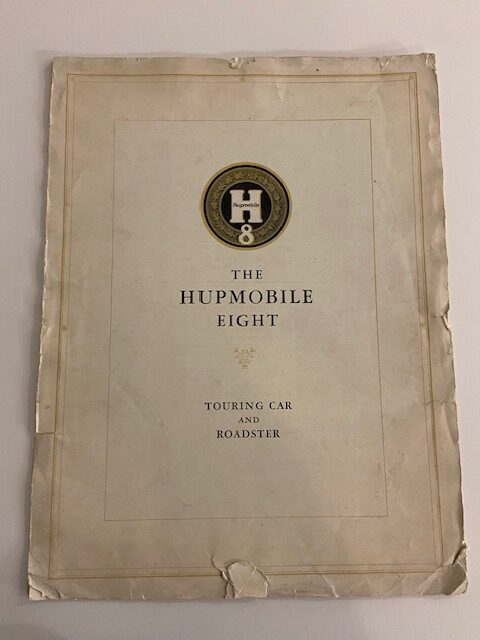 H
Hupmobile
8
THE
HUPMOBILE
EIGHT
TOURING CAR
AND
ROADSTER